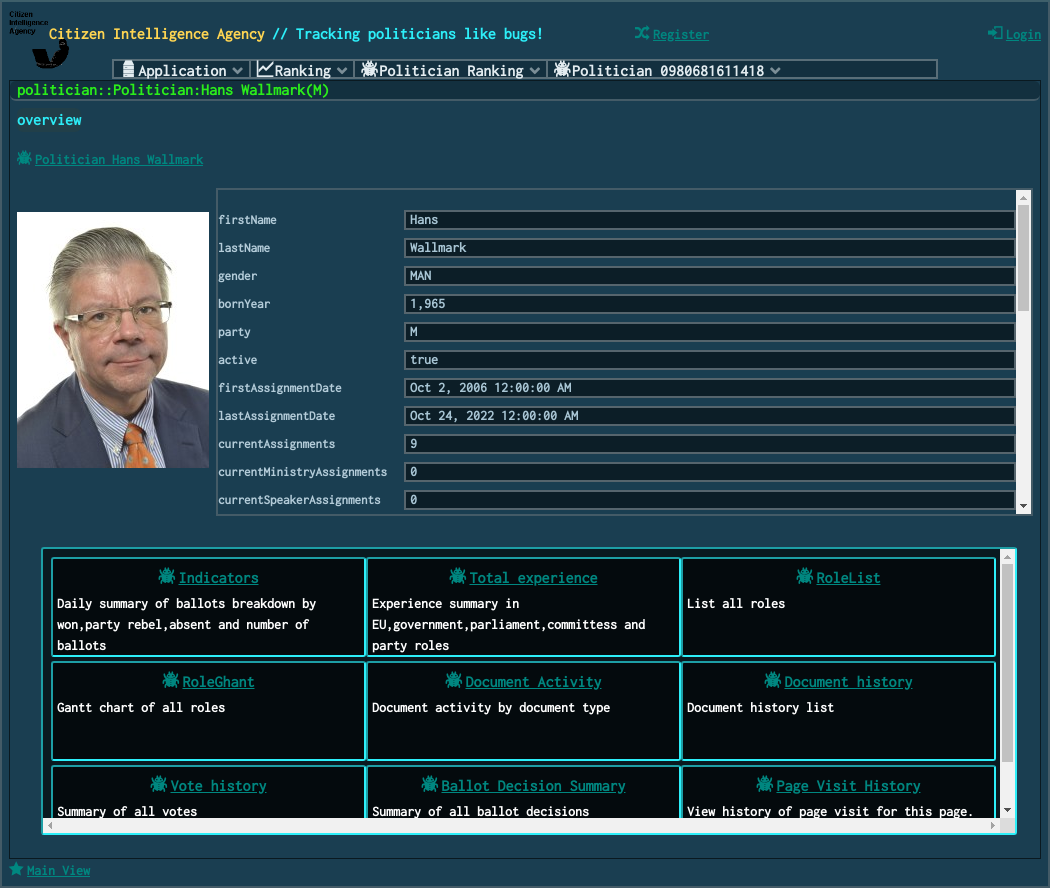 Citizen
Intelligence
Agency
Citizen Intelligence Agency // Tracking politicians like bugs!
Register
Login
Application
Ranking
Politician Ranking
Politician 0980681611418
politician::Politician:Hans Wallmark(M)
overview
Politician Hans Wallmark
firstName Hans
lastName Wallmark
gender MAN
bornYear 1,965
party M
active true
firstAssignmentDate Oct 2, 2006 12:00:00 AM
lastAssignmentDate Oct 24, 2022 12:00:00 AM
currentAssignments 9
currentMinistryAssignments 0
currentSpeakerAssignments 0
Indicators
Daily summary of ballots breakdown by
won,party rebel,absent and number of
ballots
Total experience
Experience summary in
EU,government,parliament,committess and
party roles
RoleList
List all roles
RoleGhant
Gantt chart of all roles
Document Activity
Document activity by document type
Document history
Document history list
Vote history
Summary of all votes
Ballot Decision Summary
Summary of all ballot decisions
Page Visit History
View history of page visit for this page.
Main View